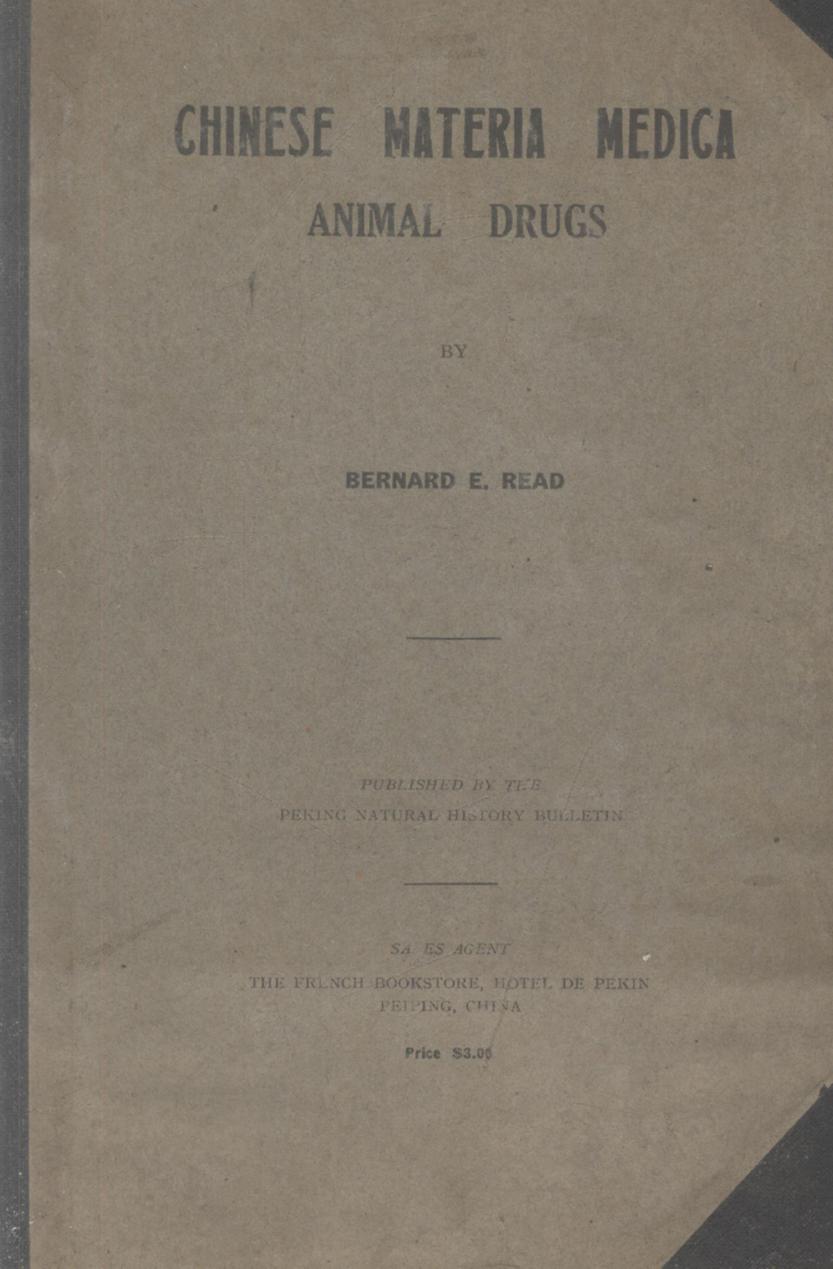 CHINESE MATERIA MEDICA
ANIMAL DRUGS
BY
BERNARD E. READ
PUBLISHED BY THE
PEKING NATURAL HISTORY BULLETIN
SALES AGENT
THE FRENCH BOOKSTORE, HOTEL DE PEKIN
PEIPING, CHINA
Price $3.00